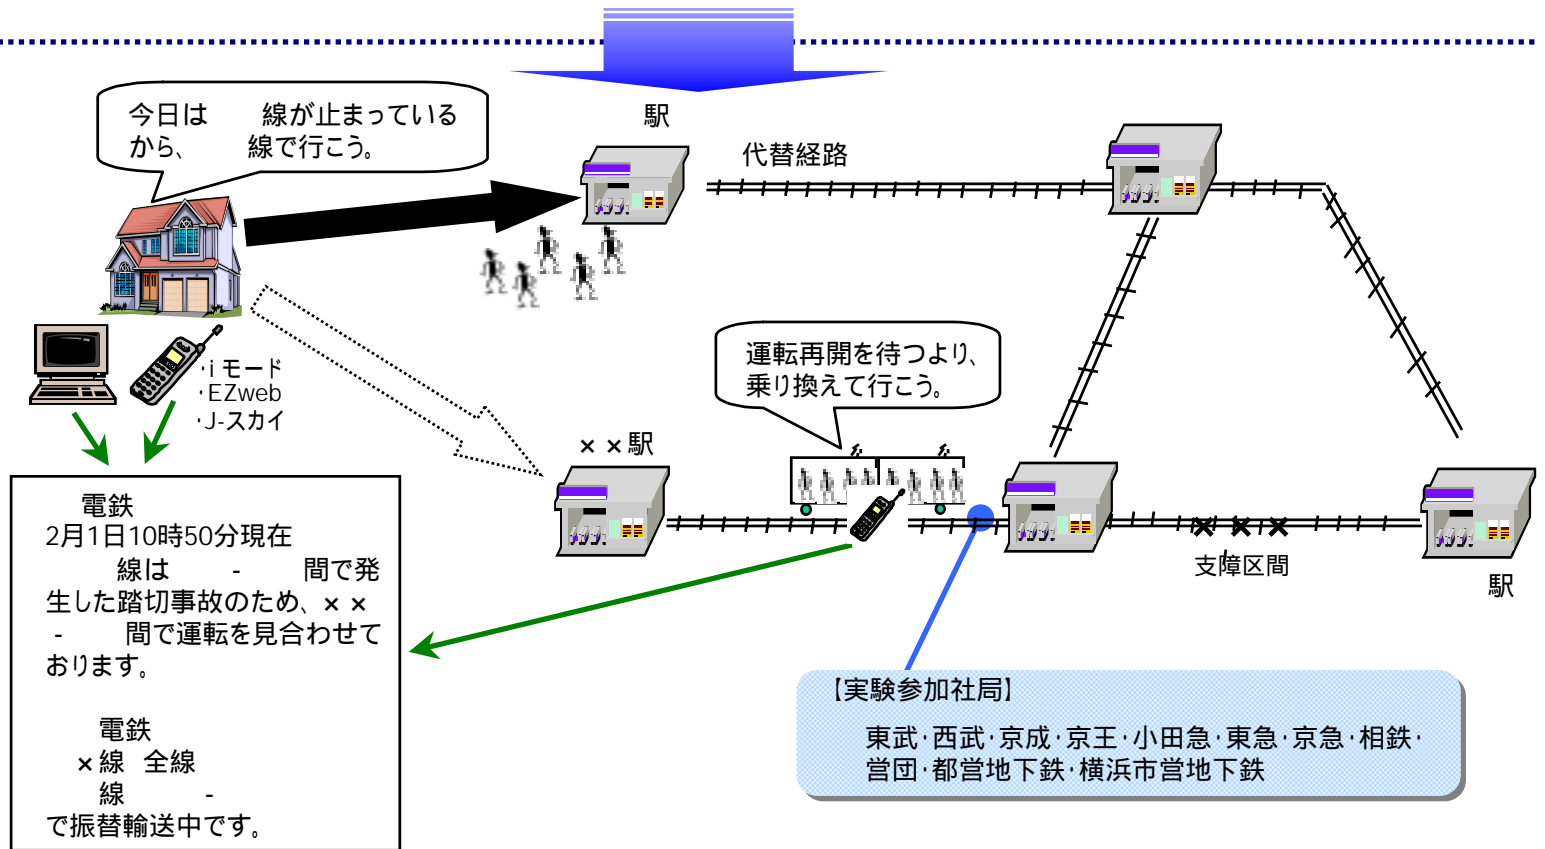 今日は　　線が止まっている
から、　　線で行こう。
駅
代替経路
・i モード
・EZweb
・J-スカイ
運転再開を待つより、
乗り換えて行こう。
××駅
支障区間
駅
電鉄
2月1日10時50分現在
線は　　-　　間で発
生した踏切事故のため、××
-　　間で運転を見合わせて
おります。
電鉄
×線　全線
線　　　-
で振替輸送中です。
【実験参加社局】
東武・西武・京成・京王・小田急・東急・京急・相鉄・
営団・都営地下鉄・横浜市営地下鉄